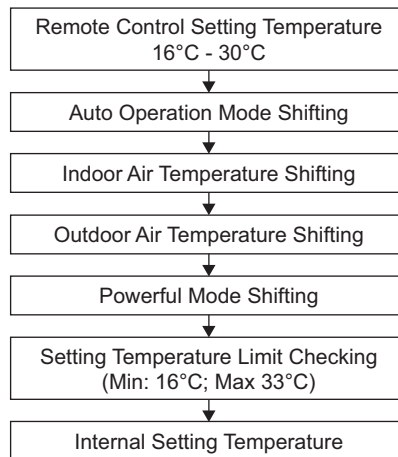 Remote Control Setting Temperature
16°C - 30°C
Auto Operation Mode Shifting
Indoor Air Temperature Shifting
Outdoor Air Temperature Shifting
Powerful Mode Shifting
Setting Temperature Limit Checking
(Min: 16°C; Max 33°C)
Internal Setting Temperature